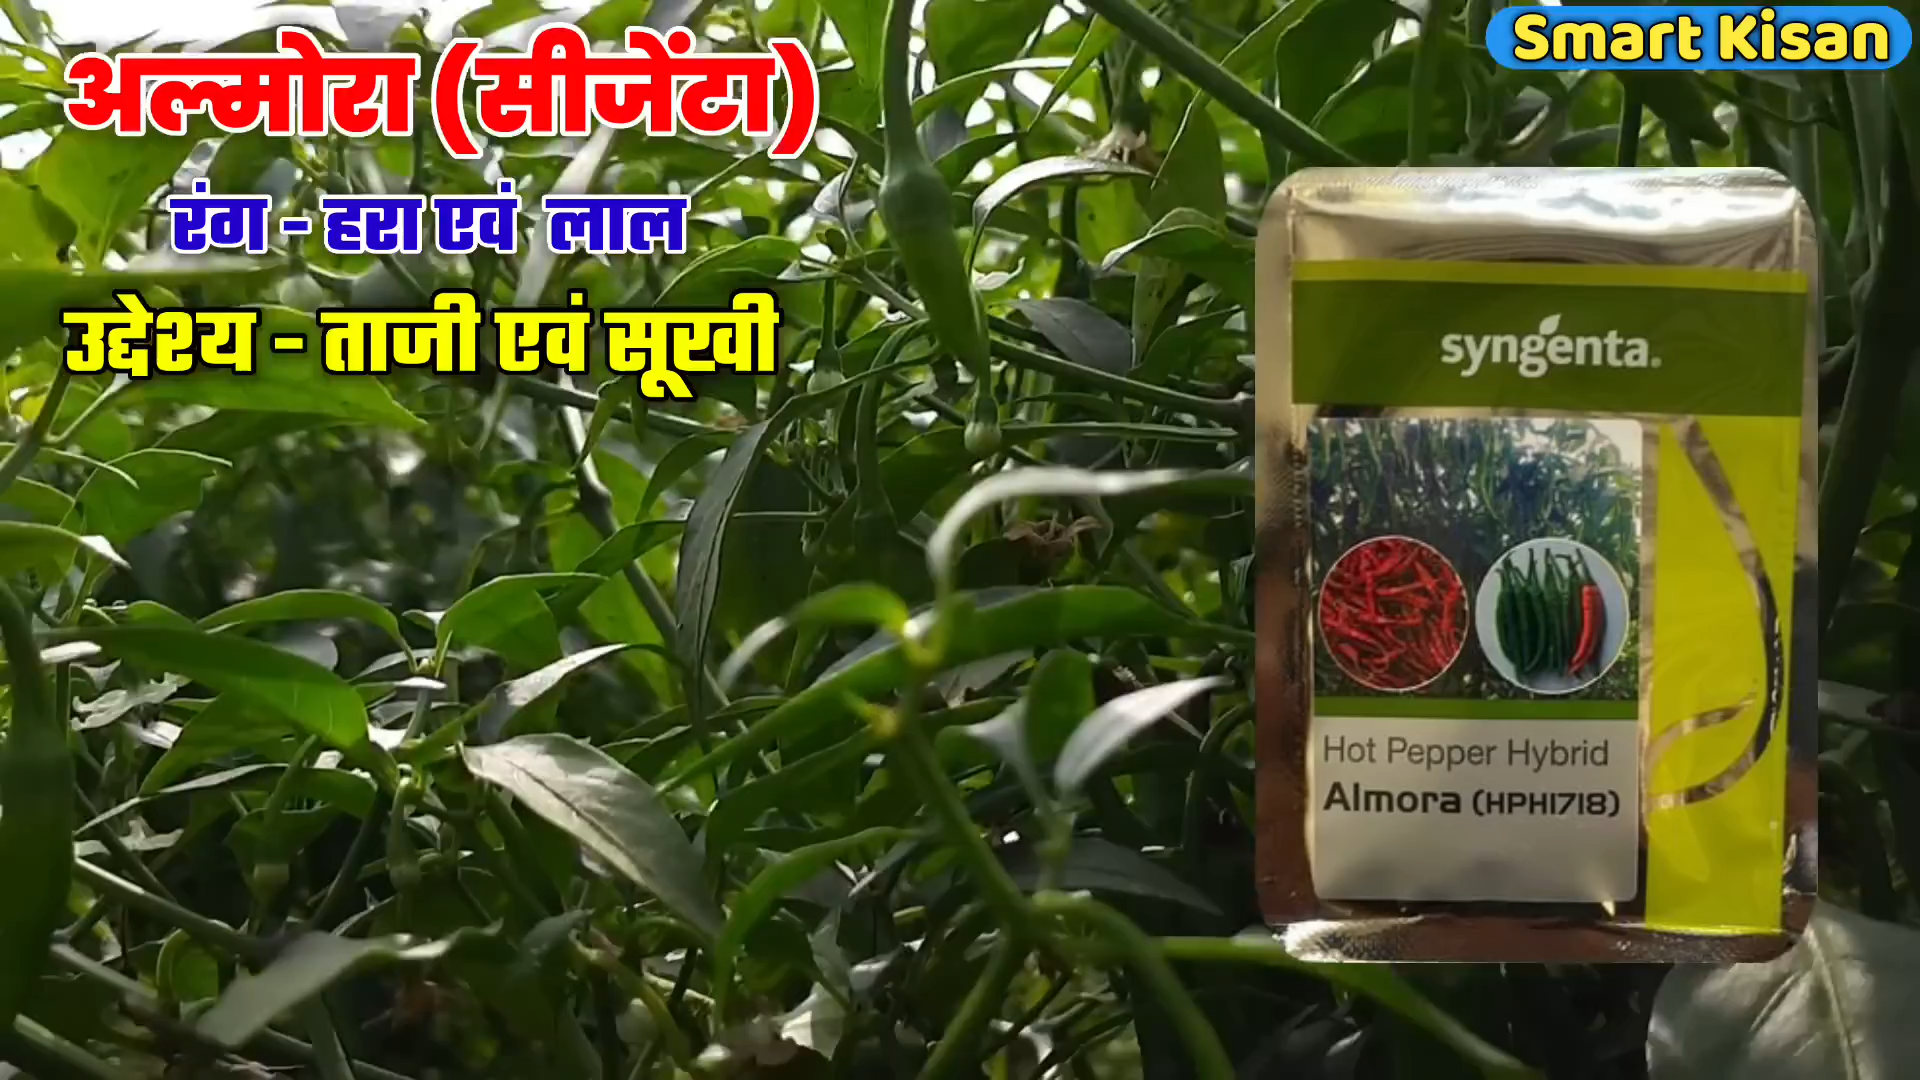 Smart Kisan
अल्मोरा (सीजेंटा)
रंग - हरा एवं लाल
उद्देश्य - ताजी एवं सूखी
syngenta.
Hot Pepper Hybrid
Almora (HPH1718)